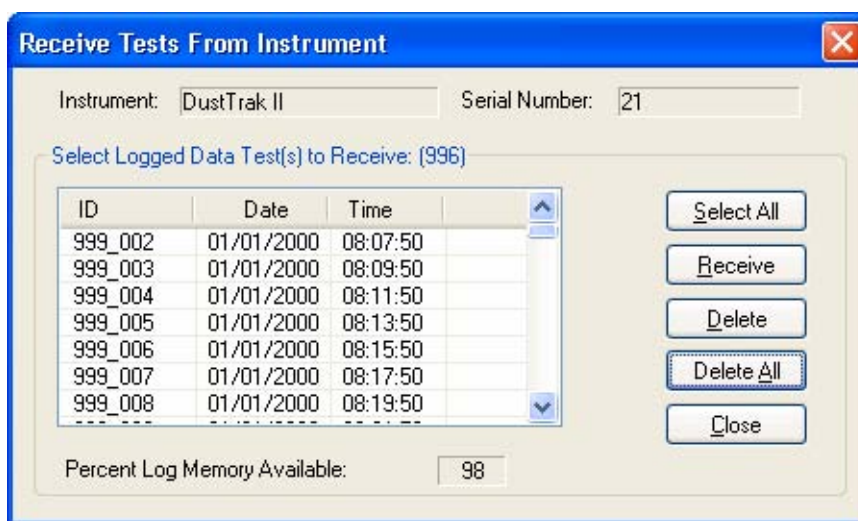 Receive Tests From Instrument
Instrument: DustTrak II Serial Number: 21
Select Logged Data Test(s) to Receive: (996)
ID Date Time
999_002 01/01/2000 08:07:50
999_003 01/01/2000 08:09:50
999_004 01/01/2000 08:11:50
999_005 01/01/2000 08:13:50
999_006 01/01/2000 08:15:50
999_007 01/01/2000 08:17:50
999_008 01/01/2000 08:19:50
Select All
Receive
Delete
Delete All
Close
Percent Log Memory Available: 98